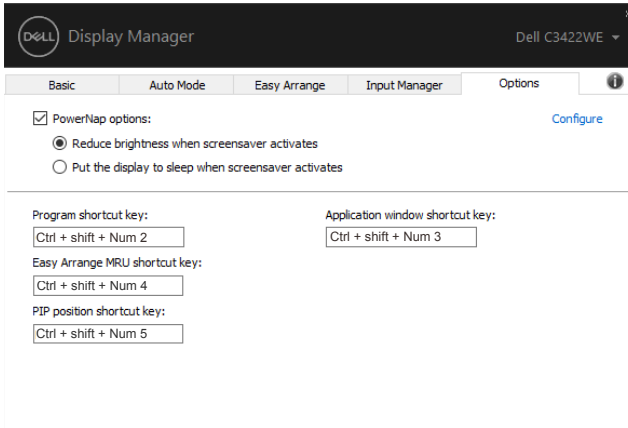 DELL Display Manager
Dell C3422WE
Basic Auto Mode Easy Arrange Input Manager Options
PowerNap options:
Configure
Reduce brightness when screensaver activates
Put the display to sleep when screensaver activates
Program shortcut key:
Application window shortcut key:
Ctrl + shift + Num 2
Ctrl + shift + Num 3
Easy Arrange MRU shortcut key:
Ctrl + shift + Num 4
PIP position shortcut key:
Ctrl + shift + Num 5